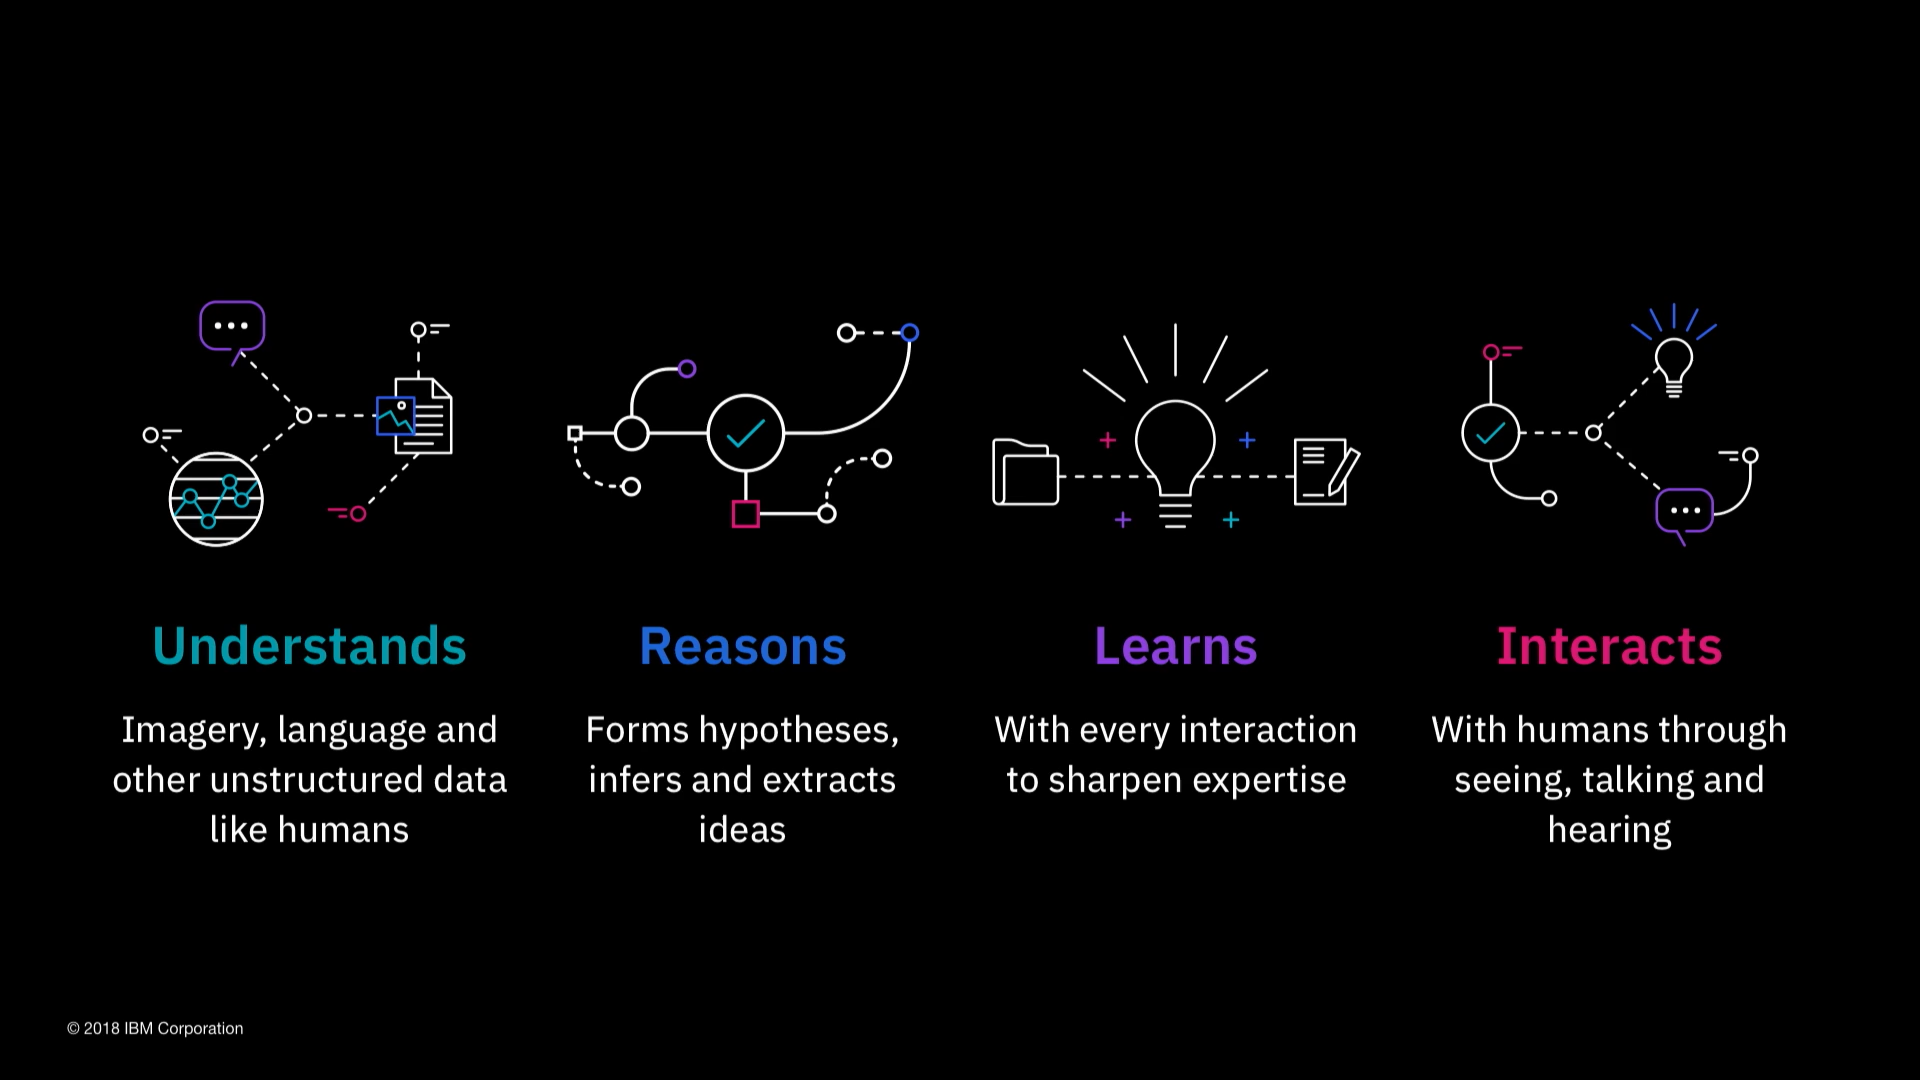 Understands
Imagery, language and
other unstructured data
like humans
Reasons
Forms hypotheses,
infers and extracts
ideas
Learns
With every interaction
to sharpen expertise
Interacts
With humans through
seeing, talking and
hearing
© 2018 IBM Corporation